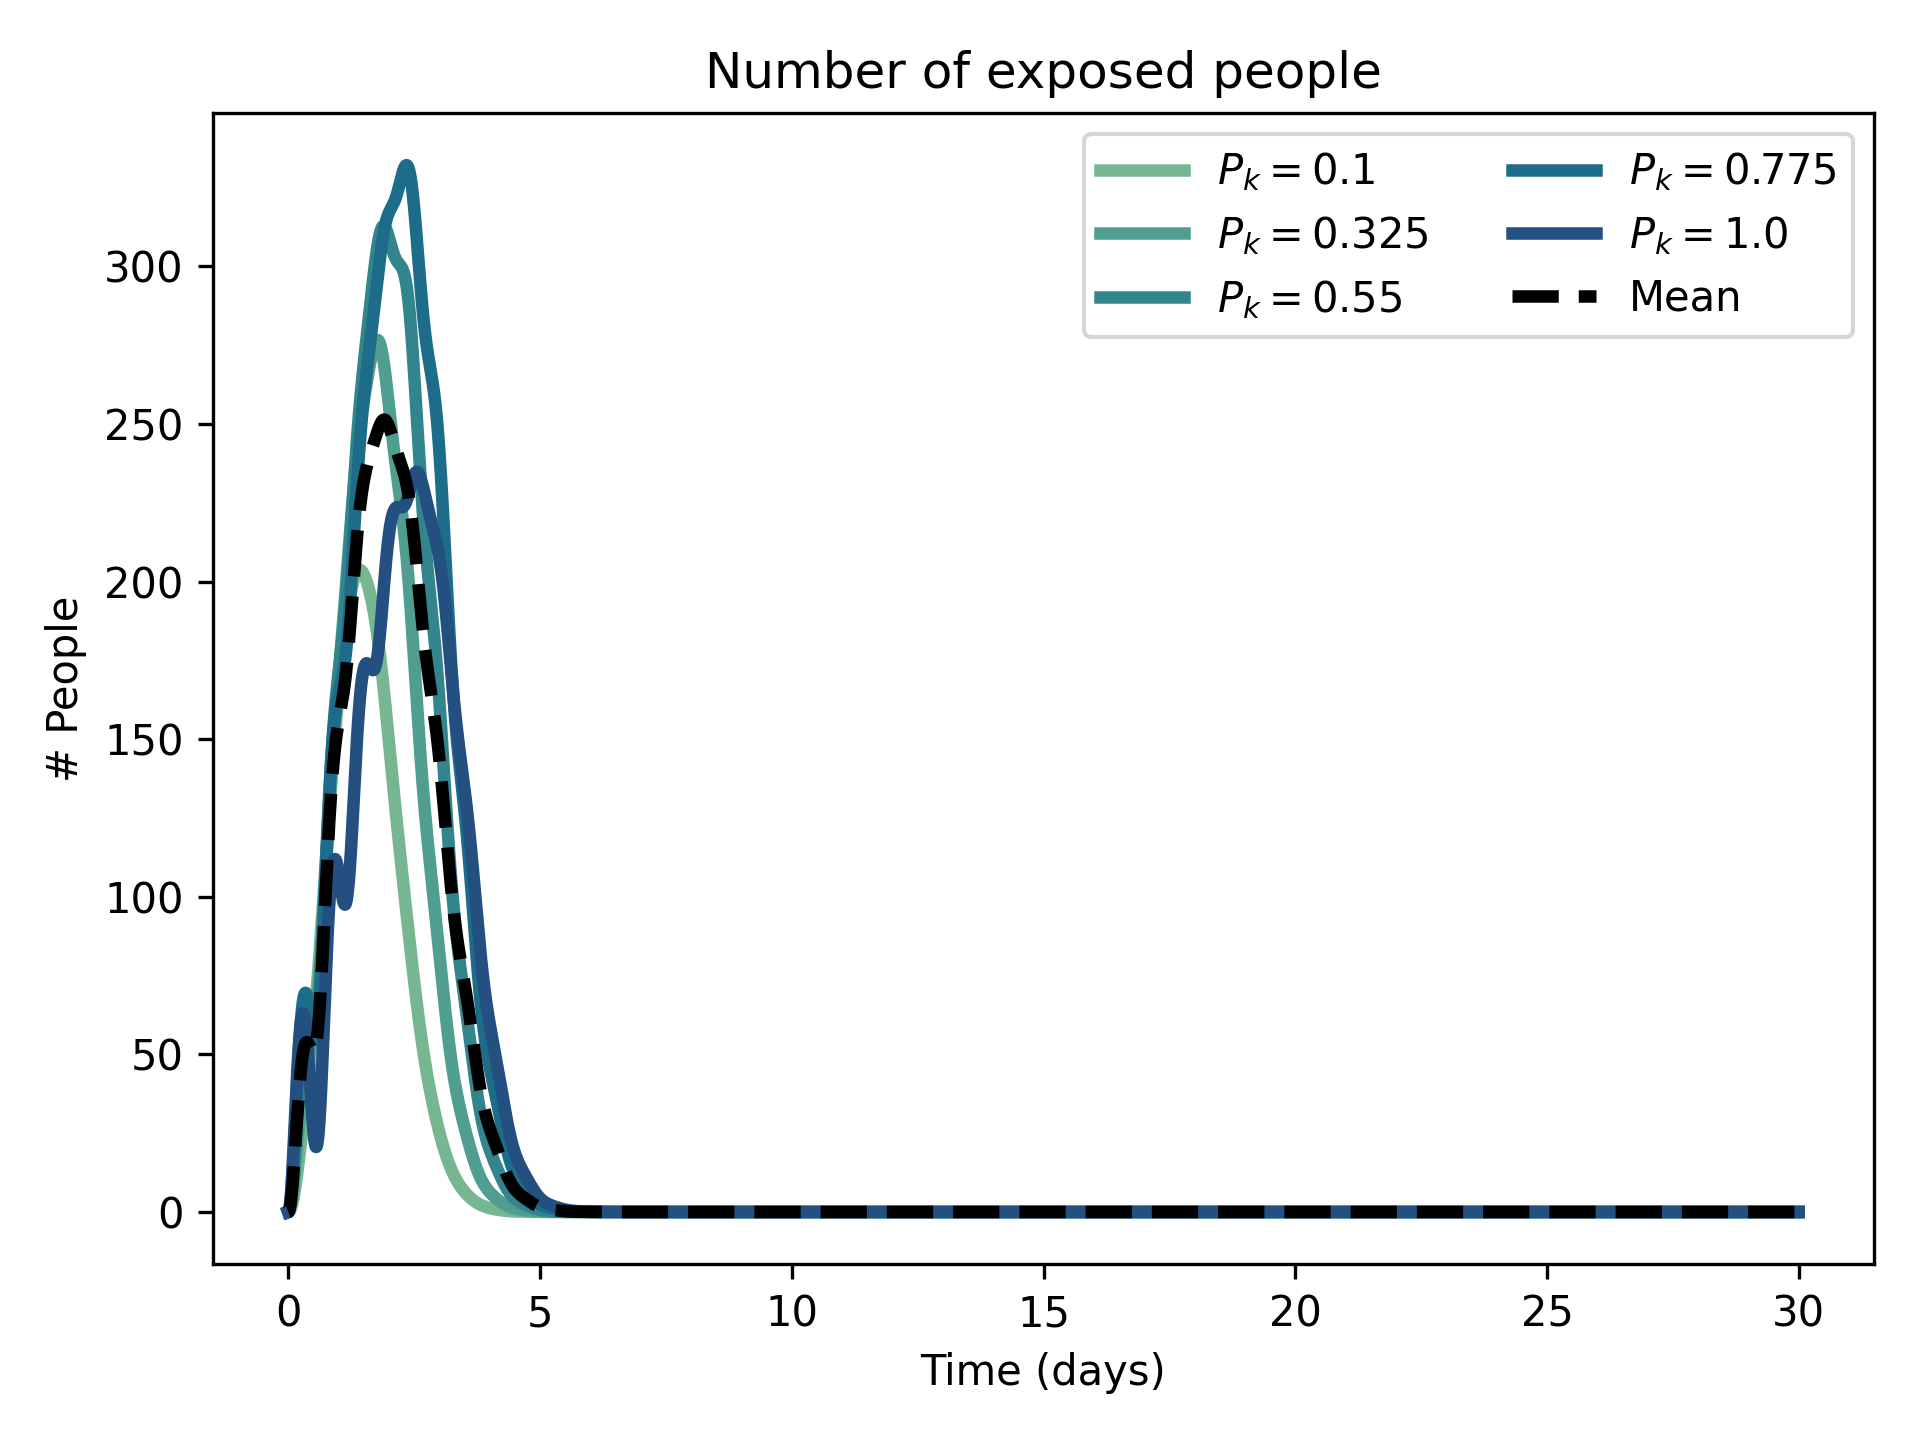 Number of exposed people
P_k = 0.1
P_k = 0.325
P_k = 0.55
P_k = 0.775
P_k = 1.0
Mean
# People
300
250
200
150
100
50
0
0 5 10 15 20 25 30
Time (days)